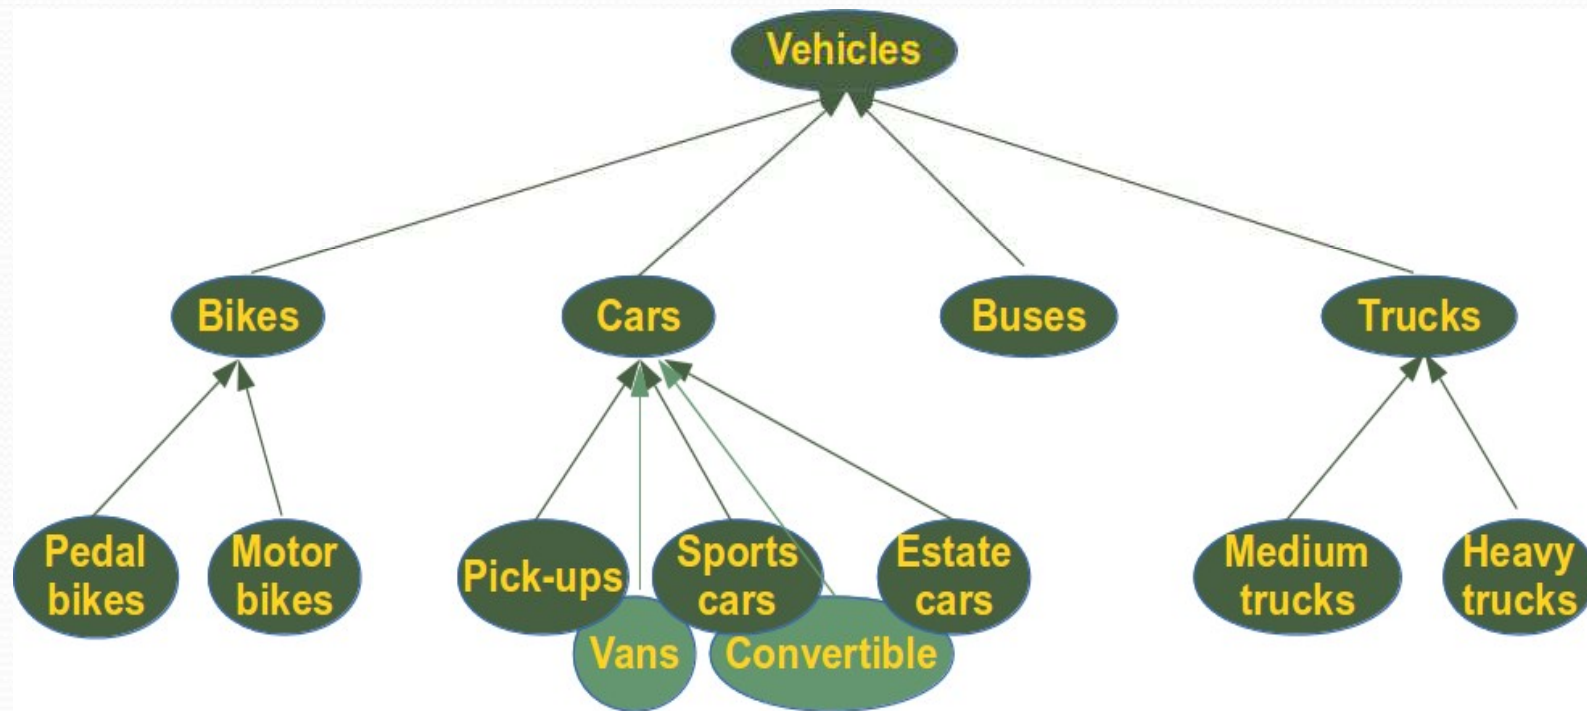 Vehicles
Bikes
Cars
Buses
Trucks
Pedal
bikes
Motor
bikes
Pick-ups
Sports
cars
Estate
cars
Medium
trucks
Heavy
trucks
Vans
Convertible